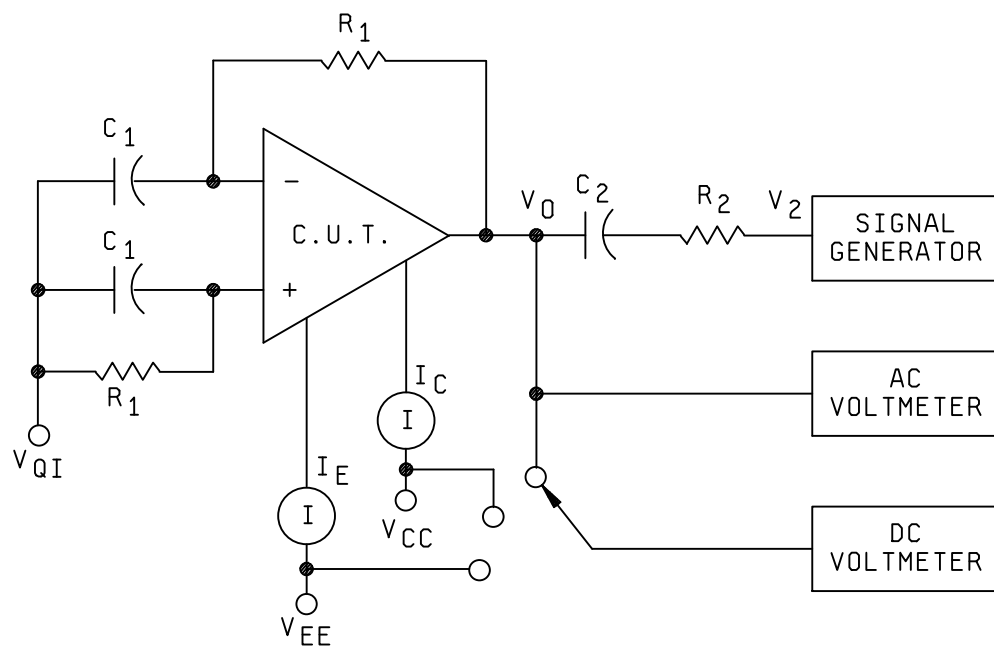 R1
C1
−
C.U.T.
C1
+
R1
VQI
VO
C2
R2
V2
SIGNAL
GENERATOR
AC
VOLTMETER
IC
I
VCC
IE
I
VEE
DC
VOLTMETER